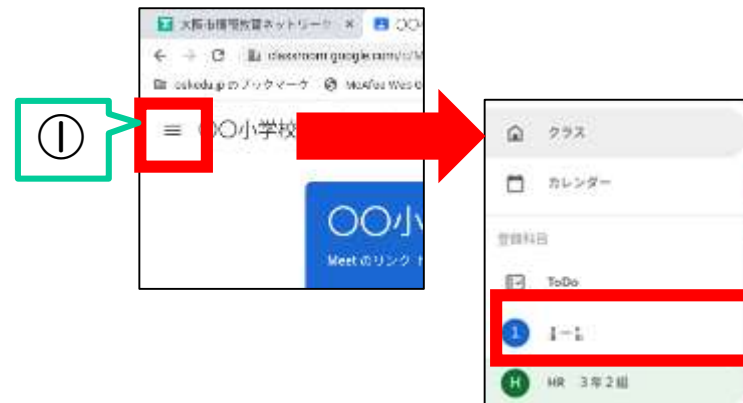 大阪市情報教育ネットワーク × 〇〇
classroom.google.com/c/M
oskedu.jp のブックマーク McAfee Web G
①
〇〇小学校
〇〇小
Meet のリンク
クラス
カレンダー
登録科目
ToDo
1
H HR 3年2組